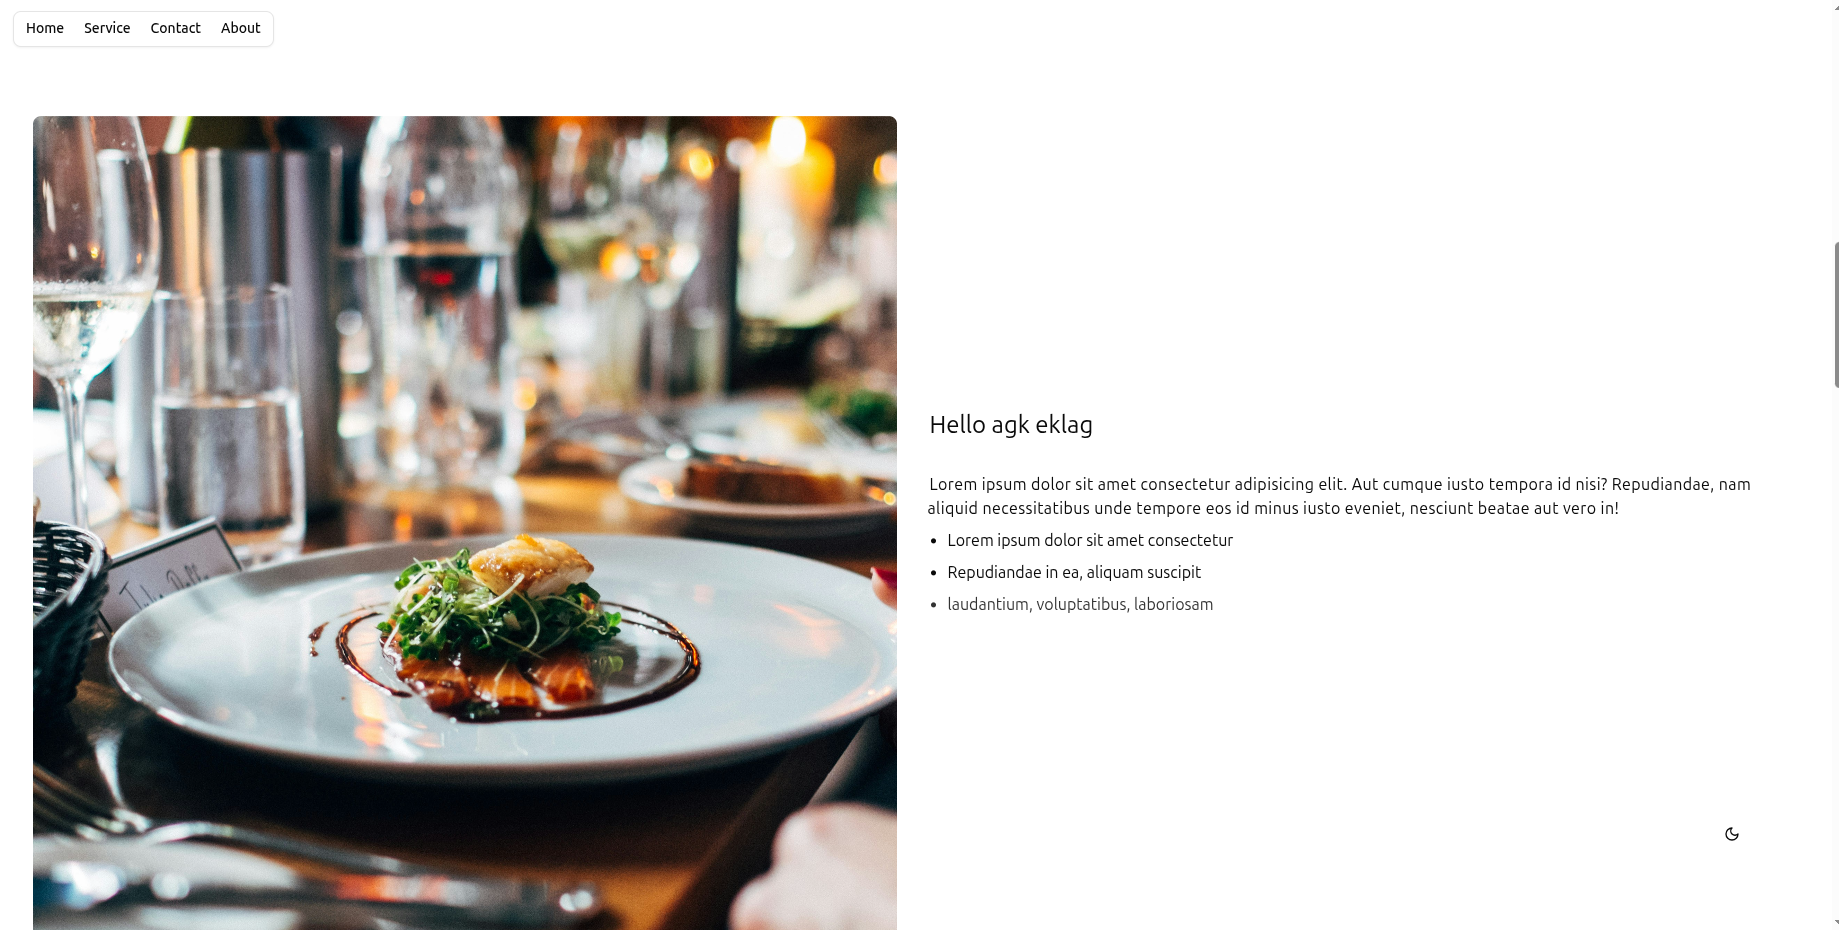 Home Service Contact About
Hello agk eklag
Lorem ipsum dolor sit amet consectetur adipisicing elit. Aut cumque iusto tempora id nisi? Repudiandae, nam
aliquid necessitatibus unde tempore eos id minus iusto eveniet, nesciunt beatae aut vero in!
• Lorem ipsum dolor sit amet consectetur
• Repudiandae in ea, aliquam suscipit
• laudantium, voluptatibus, laboriosam